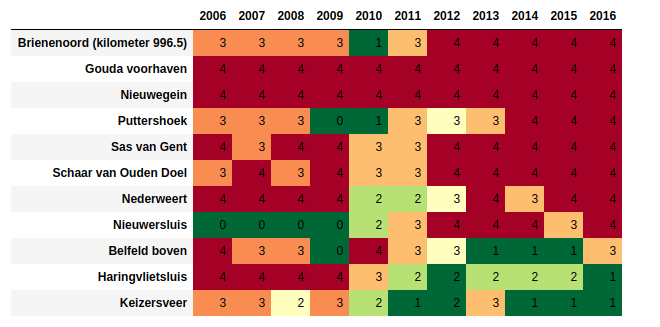 2006 2007 2008 2009 2010 2011 2012 2013 2014 2015 2016
Brienenoord (kilometer 996.5) 3 3 3 3 1 3 4 4 4 4 4
Gouda voorhaven 4 4 4 4 4 4 4 4 4 4 4
Nieuwegein 4 4 4 4 4 4 4 4 4 4 4
Puttershoek 3 3 3 0 1 3 3 3 4 4 4
Sas van Gent 4 3 4 4 3 3 4 4 4 4 4
Schaar van Ouden Doel 3 4 3 4 3 3 4 4 4 4 4
Nederweert 4 4 4 4 2 2 3 4 3 4 4
Nieuwersluis 0 0 0 0 2 3 4 4 4 3 4
Belfeld boven 4 3 3 0 4 3 3 1 1 1 3
Haringvlietsluis 4 4 4 4 3 2 2 2 2 2 1
Keizersveer 3 3 2 3 2 1 2 3 1 1 1